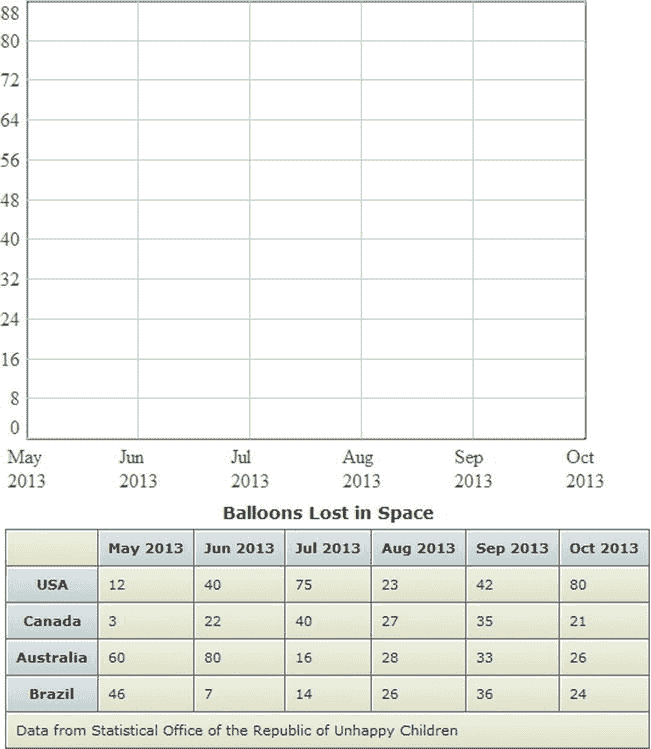 88
80
72
64
56
48
40
32
24
16
8
0
May Jun Jul Aug Sep Oct
2013 2013 2013 2013 2013 2013
Balloons Lost in Space
May 2013 Jun 2013 Jul 2013 Aug 2013 Sep 2013 Oct 2013
USA 12 40 75 23 42 80
Canada 3 22 40 27 35 21
Australia 60 80 16 28 33 26
Brazil 46 7 14 26 36 24
Data from Statistical Office of the Republic of Unhappy Children